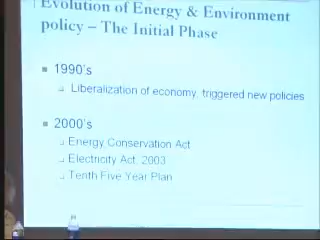 Evolution of Energy & Environment
policy – The Initial Phase
1990's
Liberalization of economy, triggered new policies
2000's
Energy Conservation Act
Electricity Act, 2003
Tenth Five Year Plan